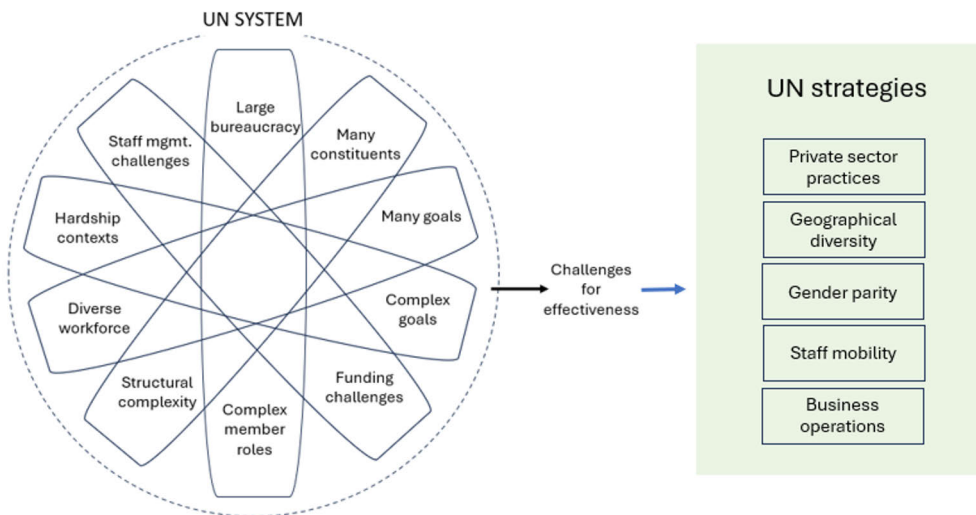 UN SYSTEM
Large
bureaucracy
Many
constituents
Many goals
Complex
goals
Funding
challenges
Complex
member
roles
Structural
complexity
Diverse
workforce
Hardship
contexts
Staff mgmt.
challenges
Challenges
for
effectiveness
UN strategies
Private sector
practices
Geographical
diversity
Gender parity
Staff mobility
Business
operations